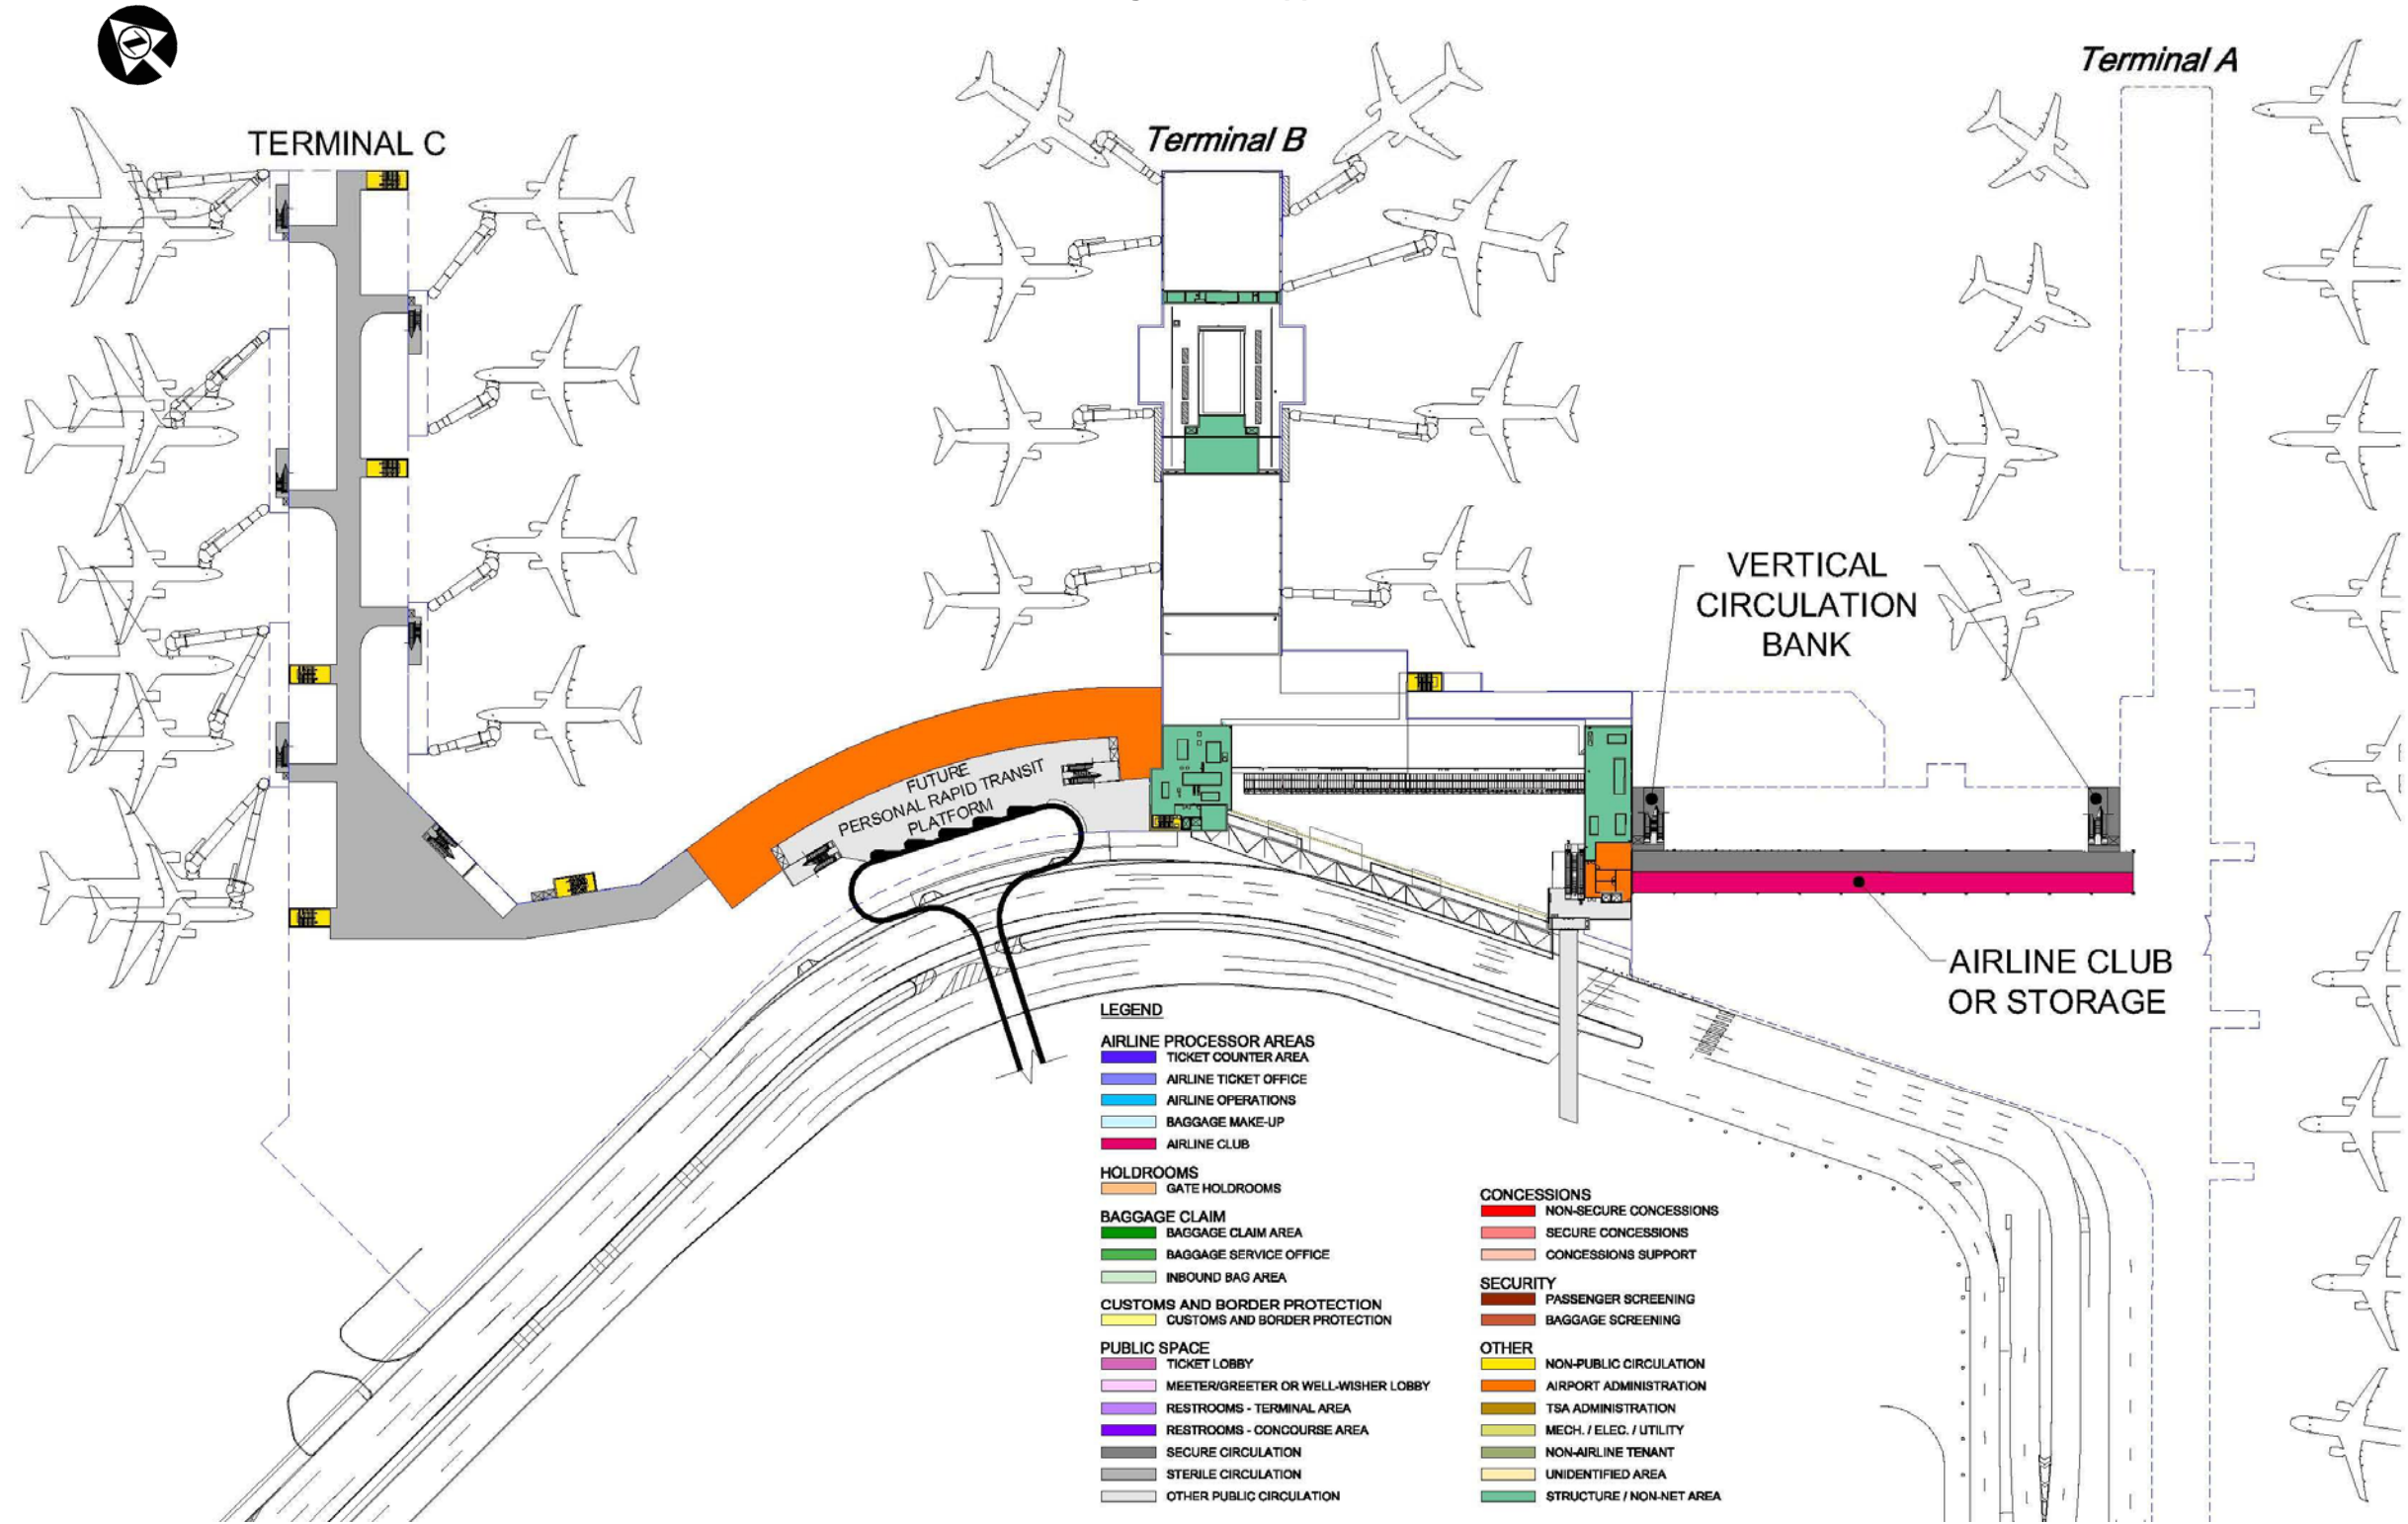 Terminal A
Terminal B
TERMINAL C
VERTICAL
CIRCULATION
BANK
FUTURE
PERSONAL RAPID TRANSIT
PLATFORM
AIRLINE CLUB
OR STORAGE
LEGEND
AIRLINE PROCESSOR AREAS
TICKET COUNTER AREA
AIRLINE TICKET OFFICE
AIRLINE OPERATIONS
BAGGAGE MAKE-UP
AIRLINE CLUB
HOLDROOMS
GATE HOLDROOMS
BAGGAGE CLAIM
BAGGAGE CLAIM AREA
BAGGAGE SERVICE OFFICE
INBOUND BAG AREA
CUSTOMS AND BORDER PROTECTION
CUSTOMS AND BORDER PROTECTION
PUBLIC SPACE
TICKET LOBBY
MEETER/GREETER OR WELL-WISHER LOBBY
RESTROOMS - TERMINAL AREA
RESTROOMS - CONCOURSE AREA
SECURE CIRCULATION
STERILE CIRCULATION
OTHER PUBLIC CIRCULATION
CONCESSIONS
NON-SECURE CONCESSIONS
SECURE CONCESSIONS
CONCESSIONS SUPPORT
SECURITY
PASSENGER SCREENING
BAGGAGE SCREENING
OTHER
NON-PUBLIC CIRCULATION
AIRPORT ADMINISTRATION
TSA ADMINISTRATION
MECH. / ELEC. / UTILITY
NON-AIRLINE TENANT
UNIDENTIFIED AREA
STRUCTURE / NON-NET AREA